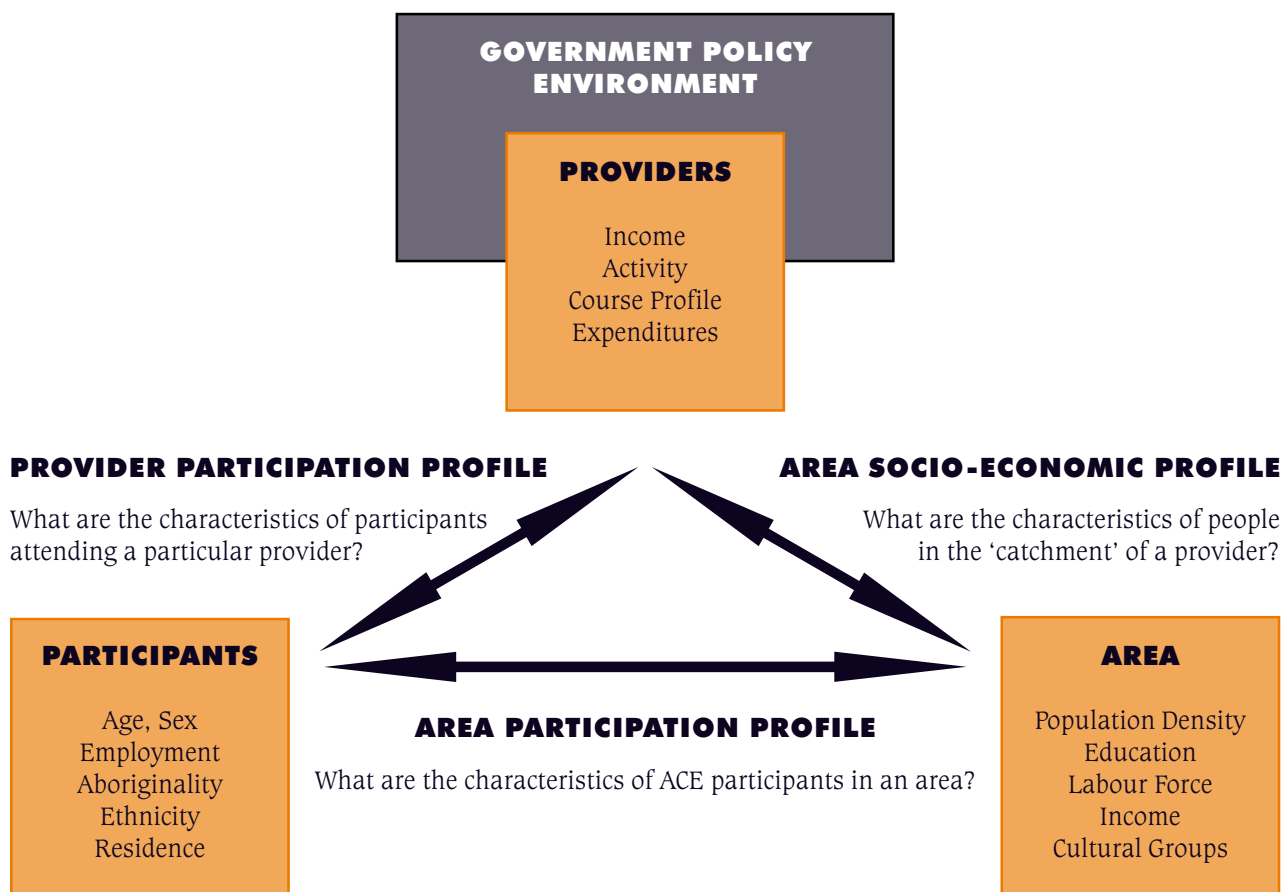 GOVERNMENT POLICY
ENVIRONMENT
PROVIDERS
Income
Activity
Course Profile
Expenditures
PROVIDER PARTICIPATION PROFILE
What are the characteristics of participants
attending a particular provider?
AREA SOCIO-ECONOMIC PROFILE
What are the characteristics of people
in the ‘catchment’ of a provider?
PARTICIPANTS
Age, Sex
Employment
Aboriginality
Ethnicity
Residence
AREA PARTICIPATION PROFILE
What are the characteristics of ACE participants in an area?
AREA
Population Density
Education
Labour Force
Income
Cultural Groups